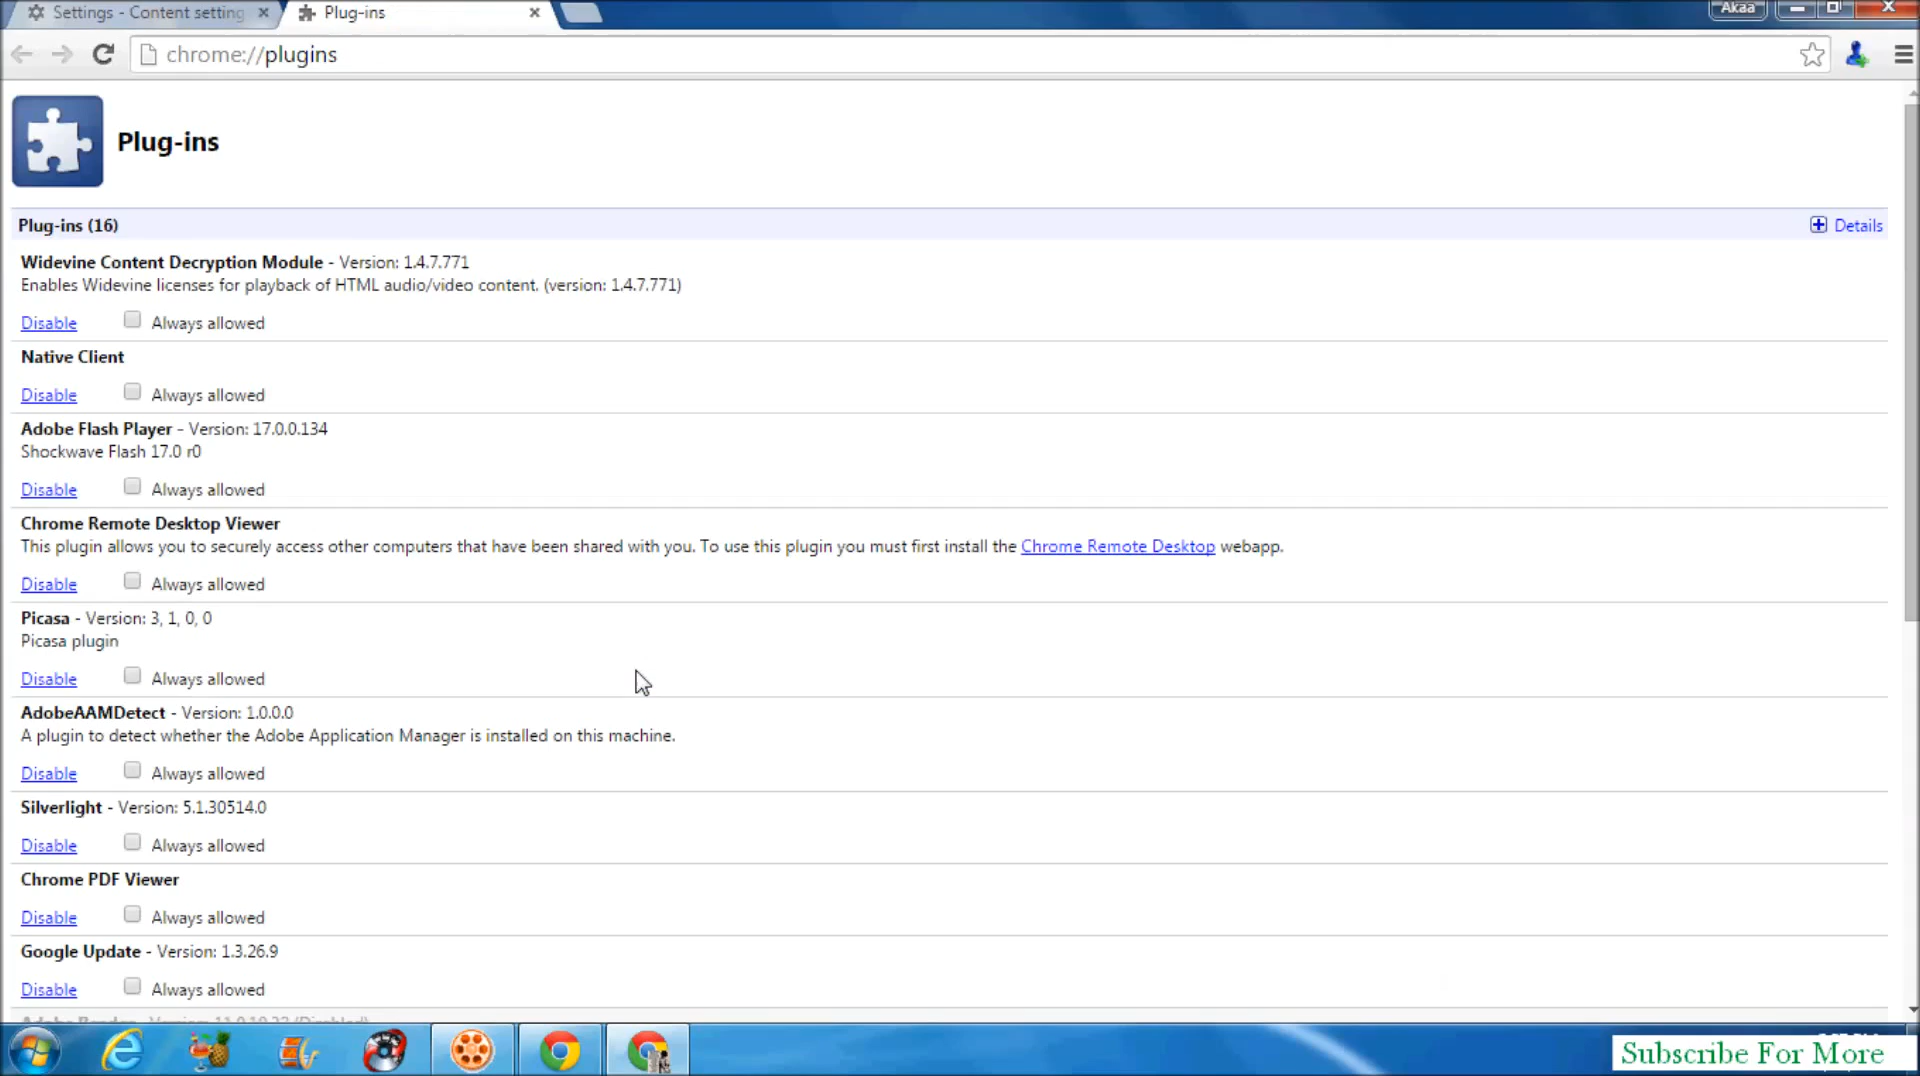 Settings - Content setting
Plug-ins
Akaa
chrome://plugins
Plug-ins
Plug-ins (16)
Details
Widevine Content Decryption Module - Version: 1.4.7.771
Enables Widevine licenses for playback of HTML audio/video content. (version: 1.4.7.771)
Disable Always allowed
Native Client
Disable Always allowed
Adobe Flash Player - Version: 17.0.0.134
Shockwave Flash 17.0 r0
Disable Always allowed
Chrome Remote Desktop Viewer
This plugin allows you to securely access other computers that have been shared with you. To use this plugin you must first install the Chrome Remote Desktop webapp.
Disable Always allowed
Picasa - Version: 3, 1, 0, 0
Picasa plugin
Disable Always allowed
AdobeAAMDetect - Version: 1.0.0.0
A plugin to detect whether the Adobe Application Manager is installed on this machine.
Disable Always allowed
Silverlight - Version: 5.1.30514.0
Disable Always allowed
Chrome PDF Viewer
Disable Always allowed
Google Update - Version: 1.3.26.9
Disable Always allowed
Subscribe For More